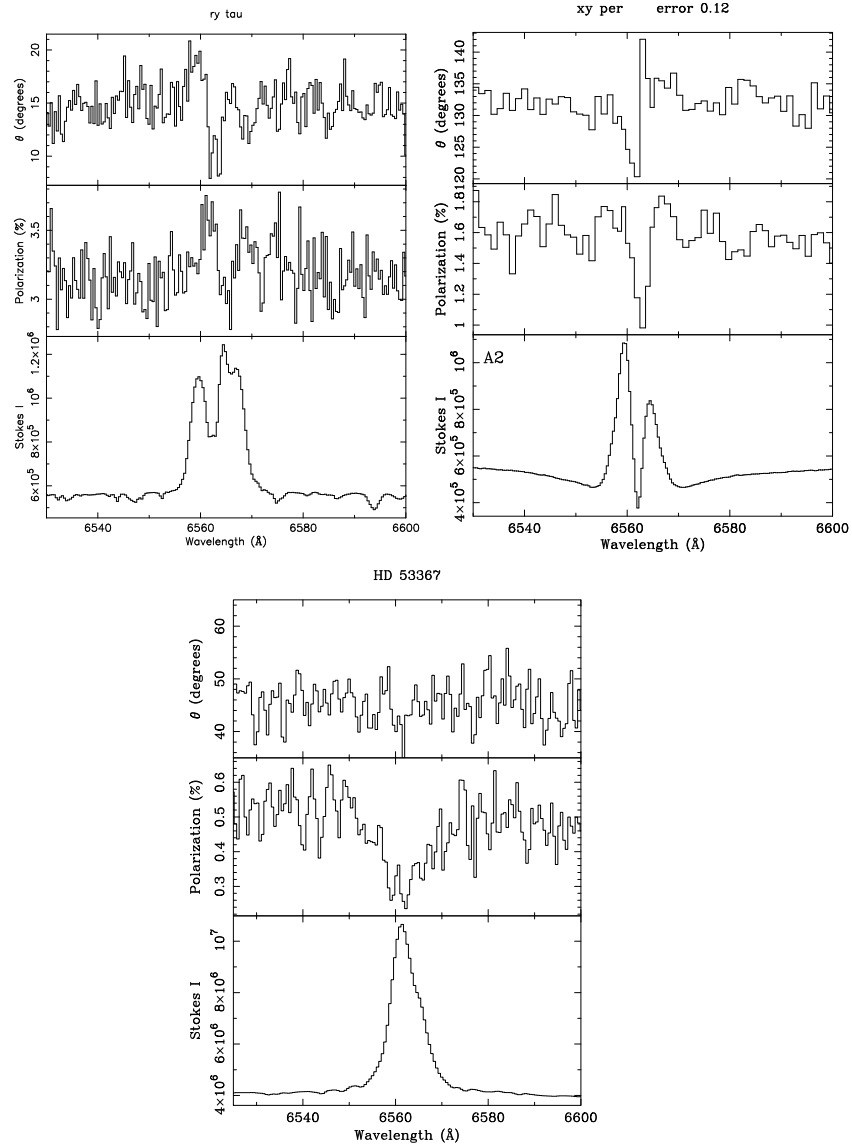 ry tau
θ (degrees)
20
15
10
Polarization (%)
3.5
3
Stokes I
1.2×10⁶
10⁶
8×10⁵
6×10⁵
6540
6560
6580
6600
Wavelength (Å)
xy per error 0.12
θ (degrees)
140
135
130
125
120
Polarization (%)
1.8
1.6
1.4
1.2
1
A2
Stokes I
10⁶
8×10⁵
6×10⁵
4×10⁵
6540
6560
6580
6600
Wavelength (Å)
HD 53367
θ (degrees)
60
50
40
Polarization (%)
0.6
0.5
0.4
0.3
Stokes I
10⁷
8×10⁶
6×10⁶
4×10⁶
6540
6560
6580
6600
Wavelength (Å)